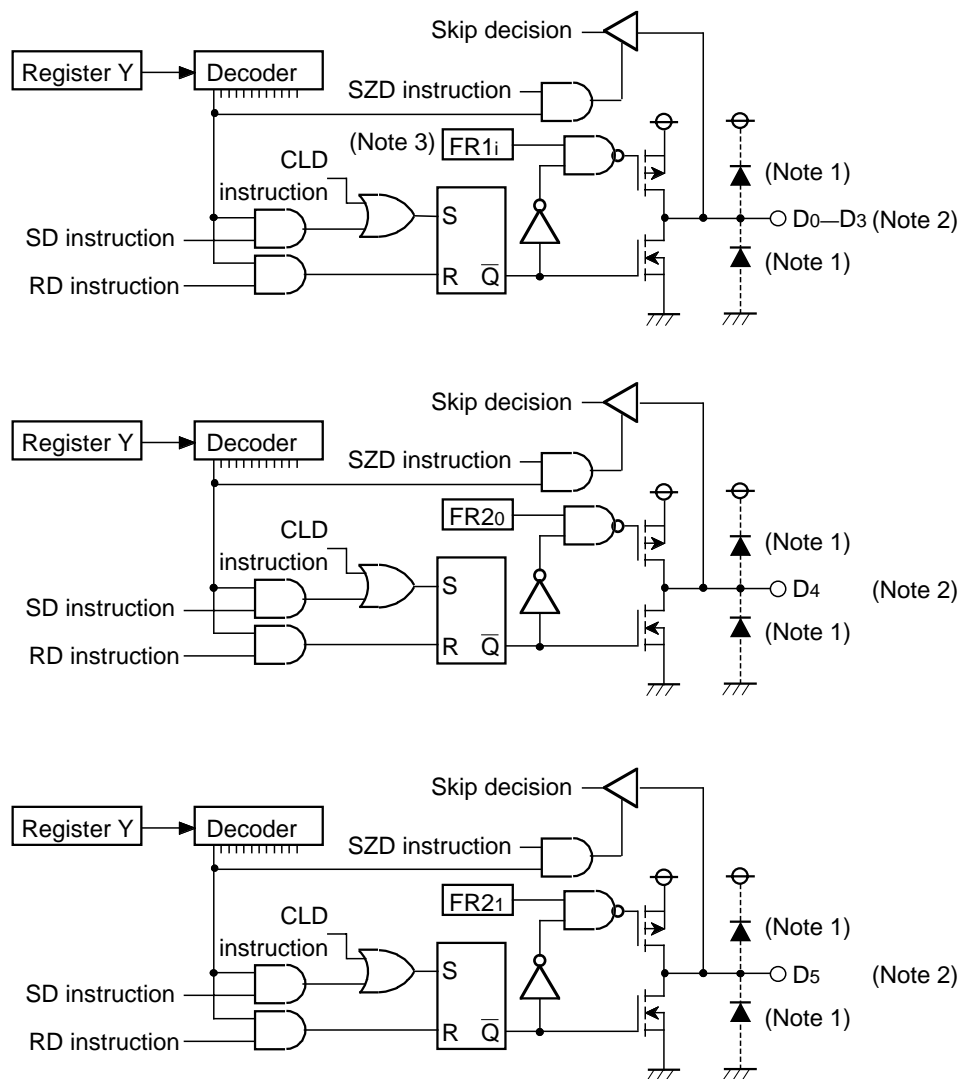 Skip decision
Register Y
Decoder
SZD instruction
(Note 3)
FR1i
CLD
instruction
(Note 1)
S
D0—D3 (Note 2)
SD instruction
(Note 1)
R
Q̅
RD instruction
Skip decision
Register Y
Decoder
SZD instruction
FR20
CLD
instruction
(Note 1)
S
D4 (Note 2)
SD instruction
(Note 1)
R
Q̅
RD instruction
Skip decision
Register Y
Decoder
SZD instruction
FR21
CLD
instruction
(Note 1)
S
D5 (Note 2)
SD instruction
(Note 1)
R
Q̅
RD instruction